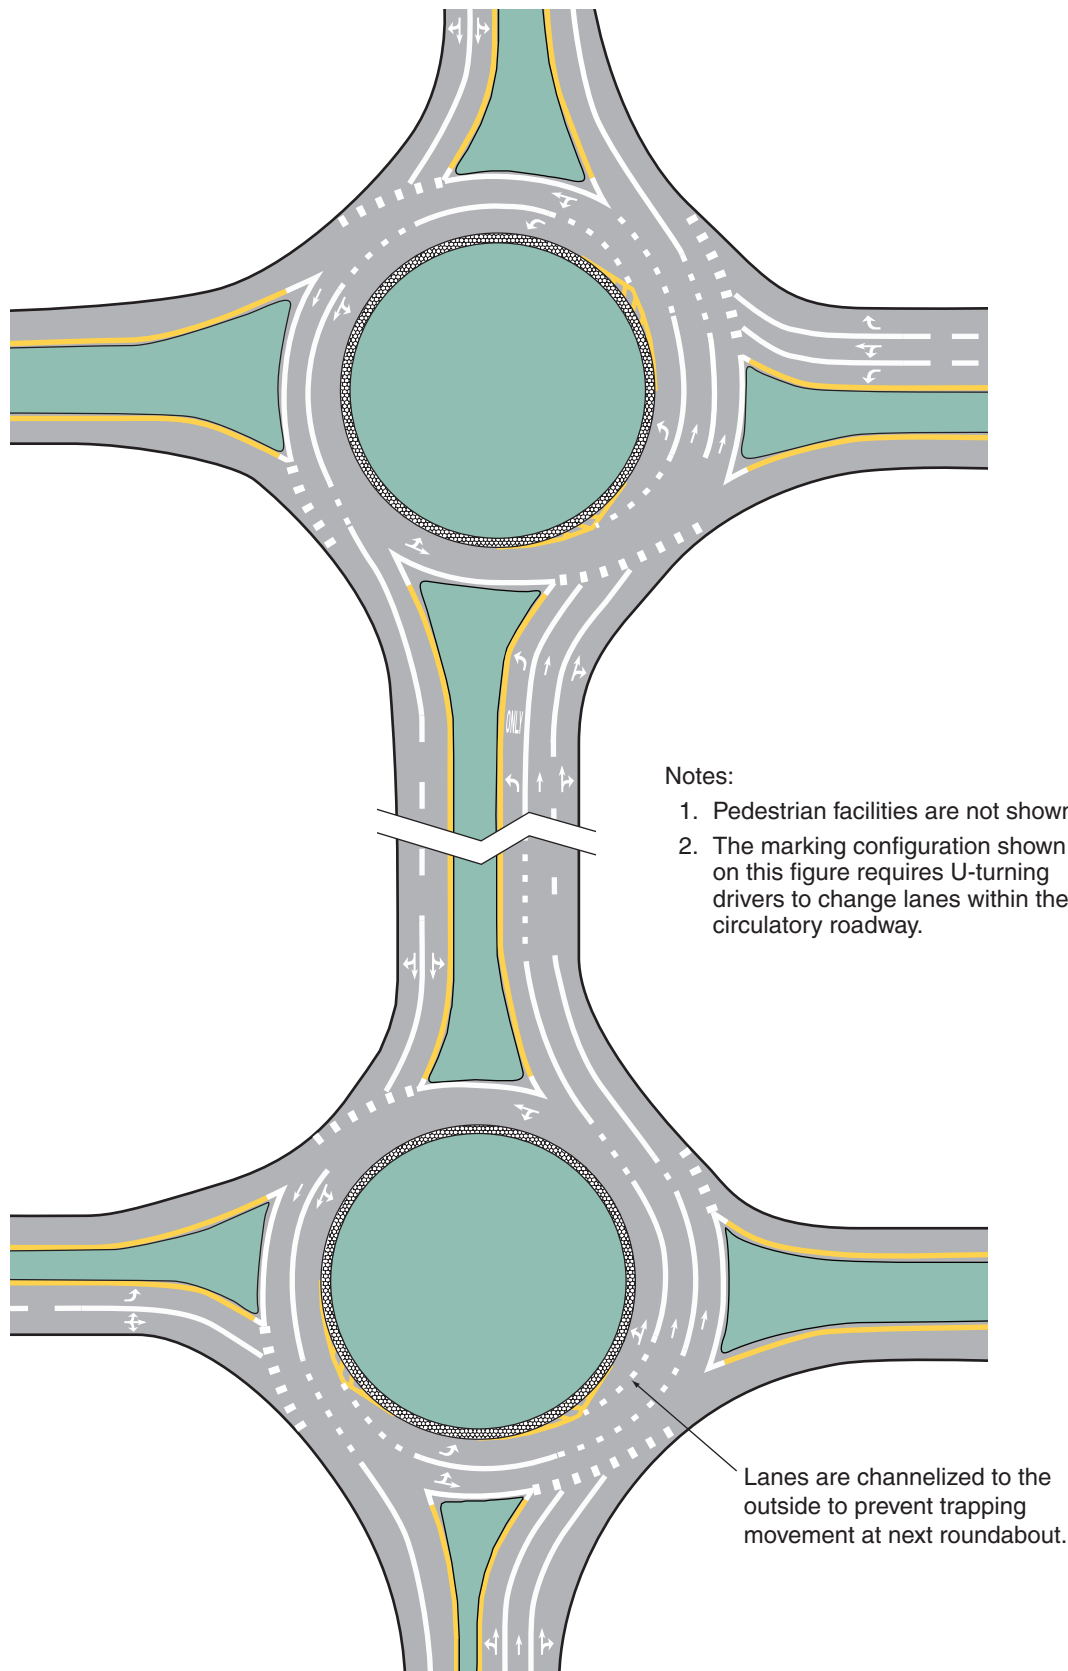 ONLY
Notes:
1. Pedestrian facilities are not shown
2. The marking configuration shown
on this figure requires U-turning
drivers to change lanes within the
circulatory roadway.
Lanes are channelized to the
outside to prevent trapping
movement at next roundabout.